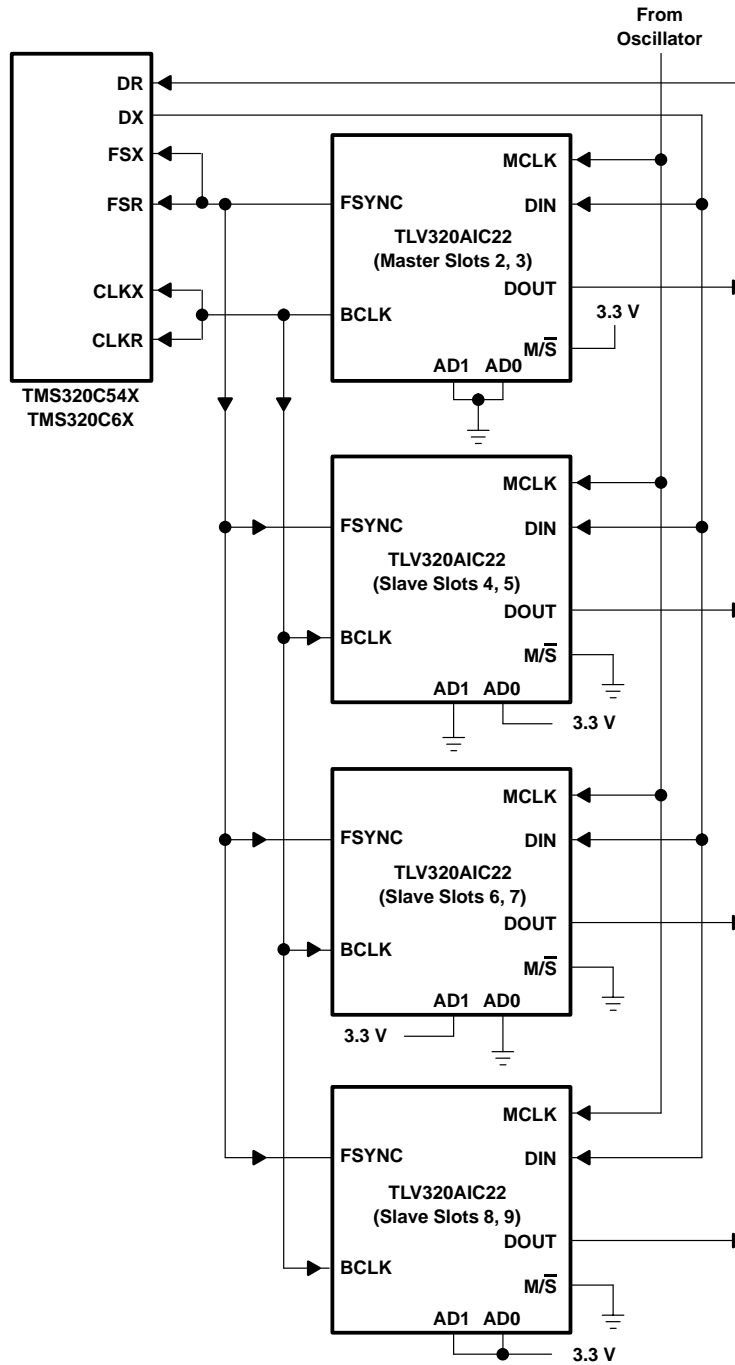 From
Oscillator
DR
DX
FSX
FSR
CLKX
CLKR
TMS320C54X
TMS320C6X
MCLK
FSYNC
DIN
TLV320AIC22
(Master Slots 2, 3)
DOUT
BCLK
3.3 V
M/S̅
AD1 AD0
MCLK
FSYNC
DIN
TLV320AIC22
(Slave Slots 4, 5)
DOUT
BCLK
M/S̅
AD1 AD0
3.3 V
MCLK
FSYNC
DIN
TLV320AIC22
(Slave Slots 6, 7)
DOUT
BCLK
M/S̅
AD1 AD0
3.3 V
MCLK
FSYNC
DIN
TLV320AIC22
(Slave Slots 8, 9)
DOUT
BCLK
M/S̅
AD1 AD0
3.3 V